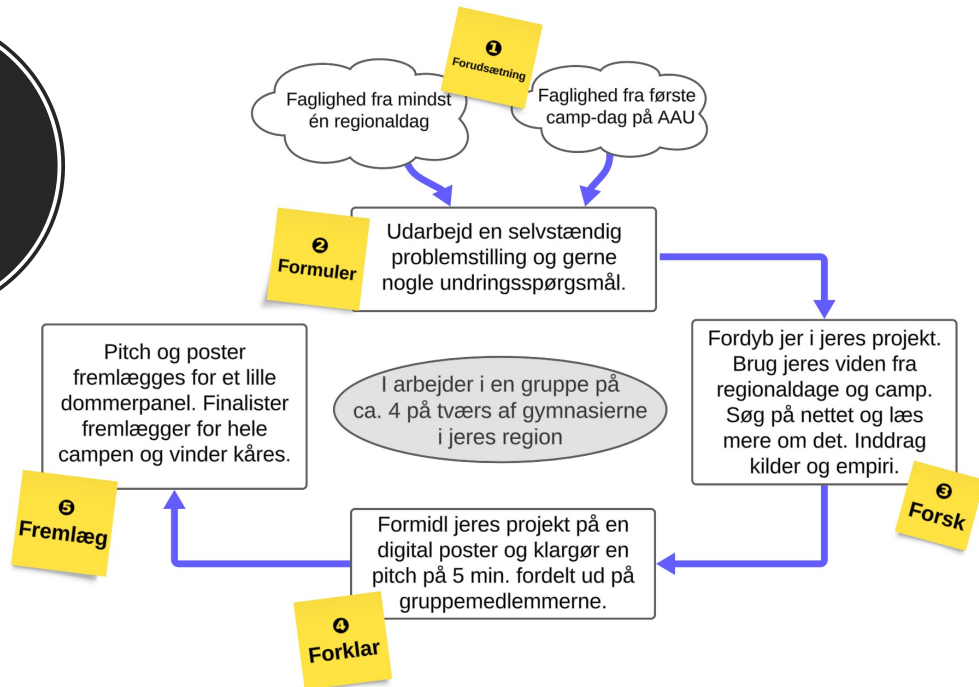 ❶
Forudsætning
Faglighed fra mindst
én regionaldag
Faglighed fra første
camp-dag på AAU
❷
Formuler
Udarbejd en selvstændig
problemstilling og gerne
nogle undringsspørgsmål.
Fordyb jer i jeres projekt.
Brug jeres viden fra
regionaldage og camp.
Søg på nettet og læs
mere om det. Inddrag
kilder og empiri.
❸
Forsk
I arbejder i en gruppe på
ca. 4 på tværs af gymnasierne
i jeres region
Formidl jeres projekt på en
digital poster og klargør en
pitch på 5 min. fordelt ud på
gruppemedlemmerne.
❹
Forklar
Pitch og poster
fremlægges for et lille
dommerpanel. Finalister
fremlægger for hele
campen og vinder kåres.
❺
Fremlæg